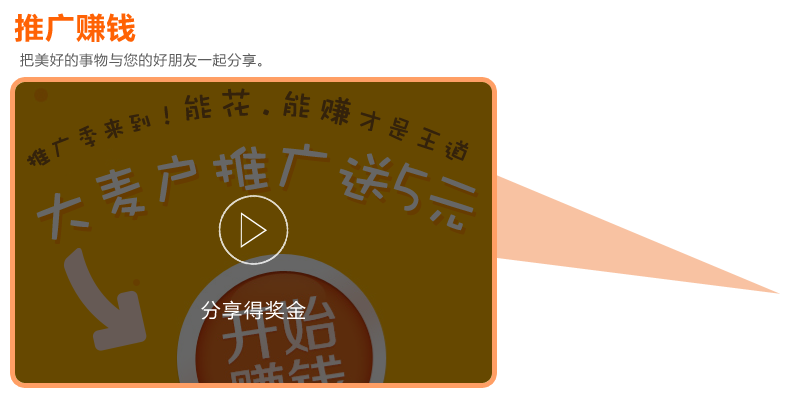 推广赚钱
把美好的事物与您的好朋友一起分享。
推广季来到！能花.能赚才是王道
大麦户推广送5元
分享得奖金
开始
赚钱